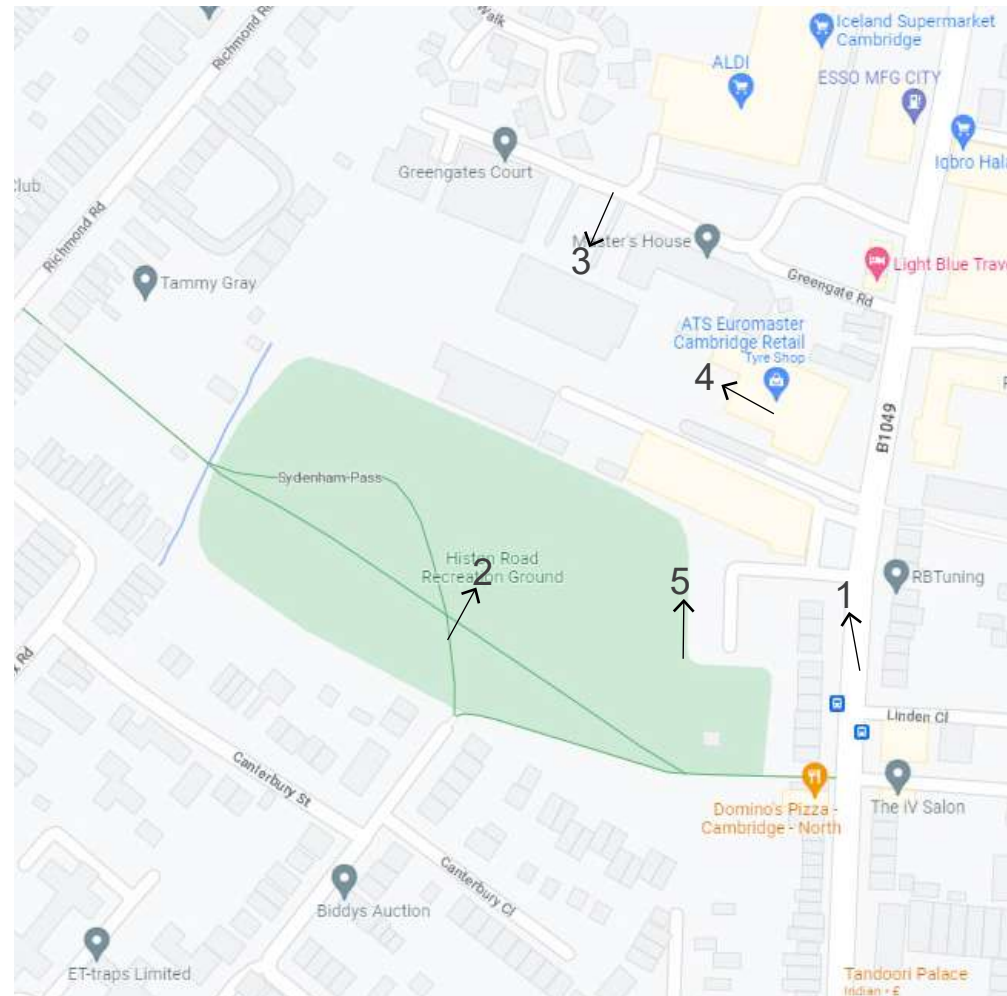 Walk
Richmond Rd
Iceland Supermarket
Cambridge
ALDI
ESSO MFG CITY
Iqbro Hala
Greengates Court
Club
Richmond Rd
Master's House
3
Tammy Gray
Light Blue Trav
Greengate Rd
ATS Euromaster
Cambridge Retail
Tyre Shop
4
B1049
Sydenham-Pass
Histon Road
Recreation Ground
2
5
1
RBTuning
Rd
Linden Cl
Canterbury St
Domino's Pizza -
Cambridge - North
The IV Salon
Canterbury Cl
Biddys Auction
ET-traps Limited
Tandoori Palace
Indian • £